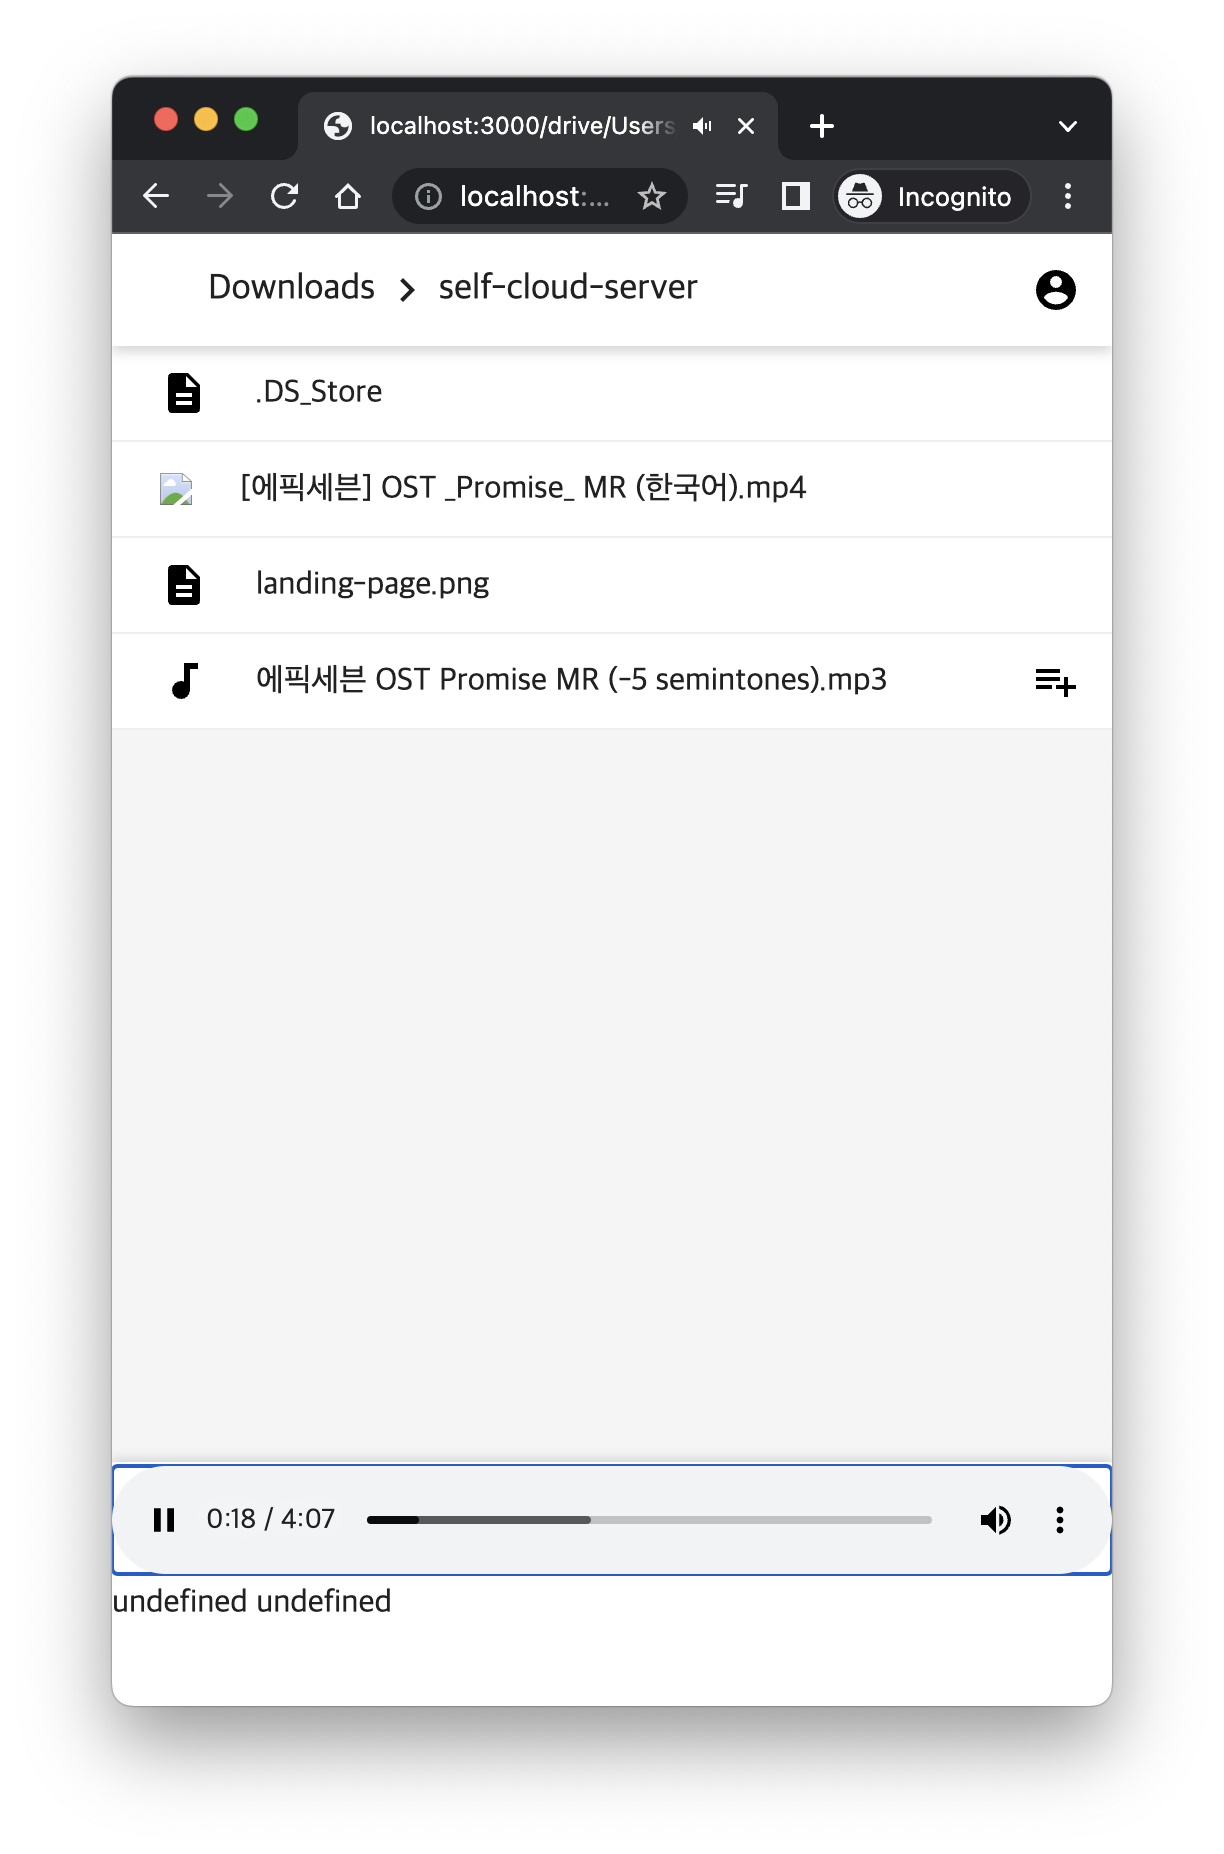 localhost:3000/drive/Users
localhost:... Incognito
Downloads > self-cloud-server
.DS_Store
[에픽세븐] OST _Promise_ MR (한국어).mp4
landing-page.png
에픽세븐 OST Promise MR (-5 semintones).mp3
0:18 / 4:07
undefined undefined